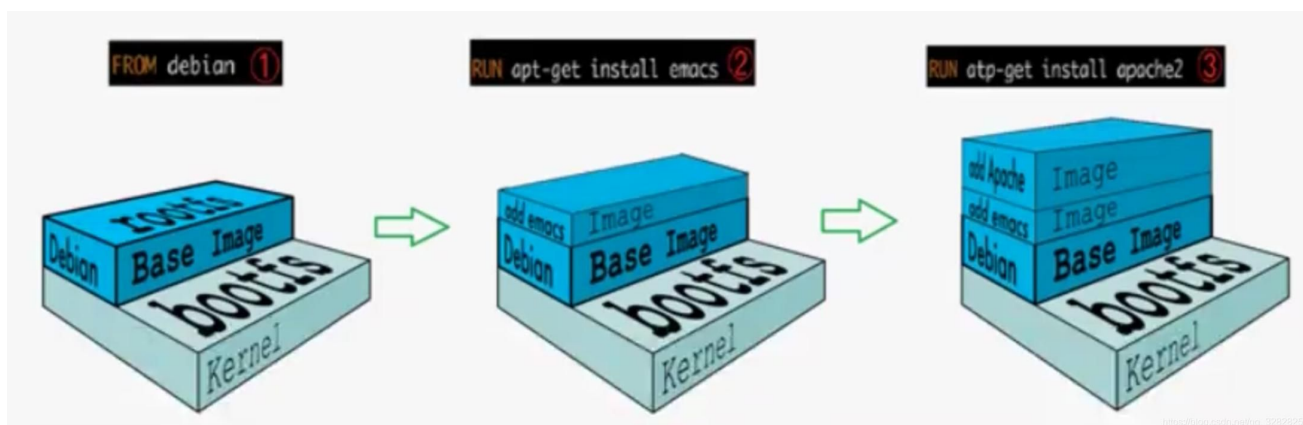 FROM debian ①
RUN apt-get install emacs ②
RUN atp-get install apache2 ③
rootfs
Debian
Base Image
bootfs
Kernel
add emacs
Image
Debian
Base Image
bootfs
Kernel
add Apache
Image
add emacs
Image
Debian
Base Image
bootfs
Kernel